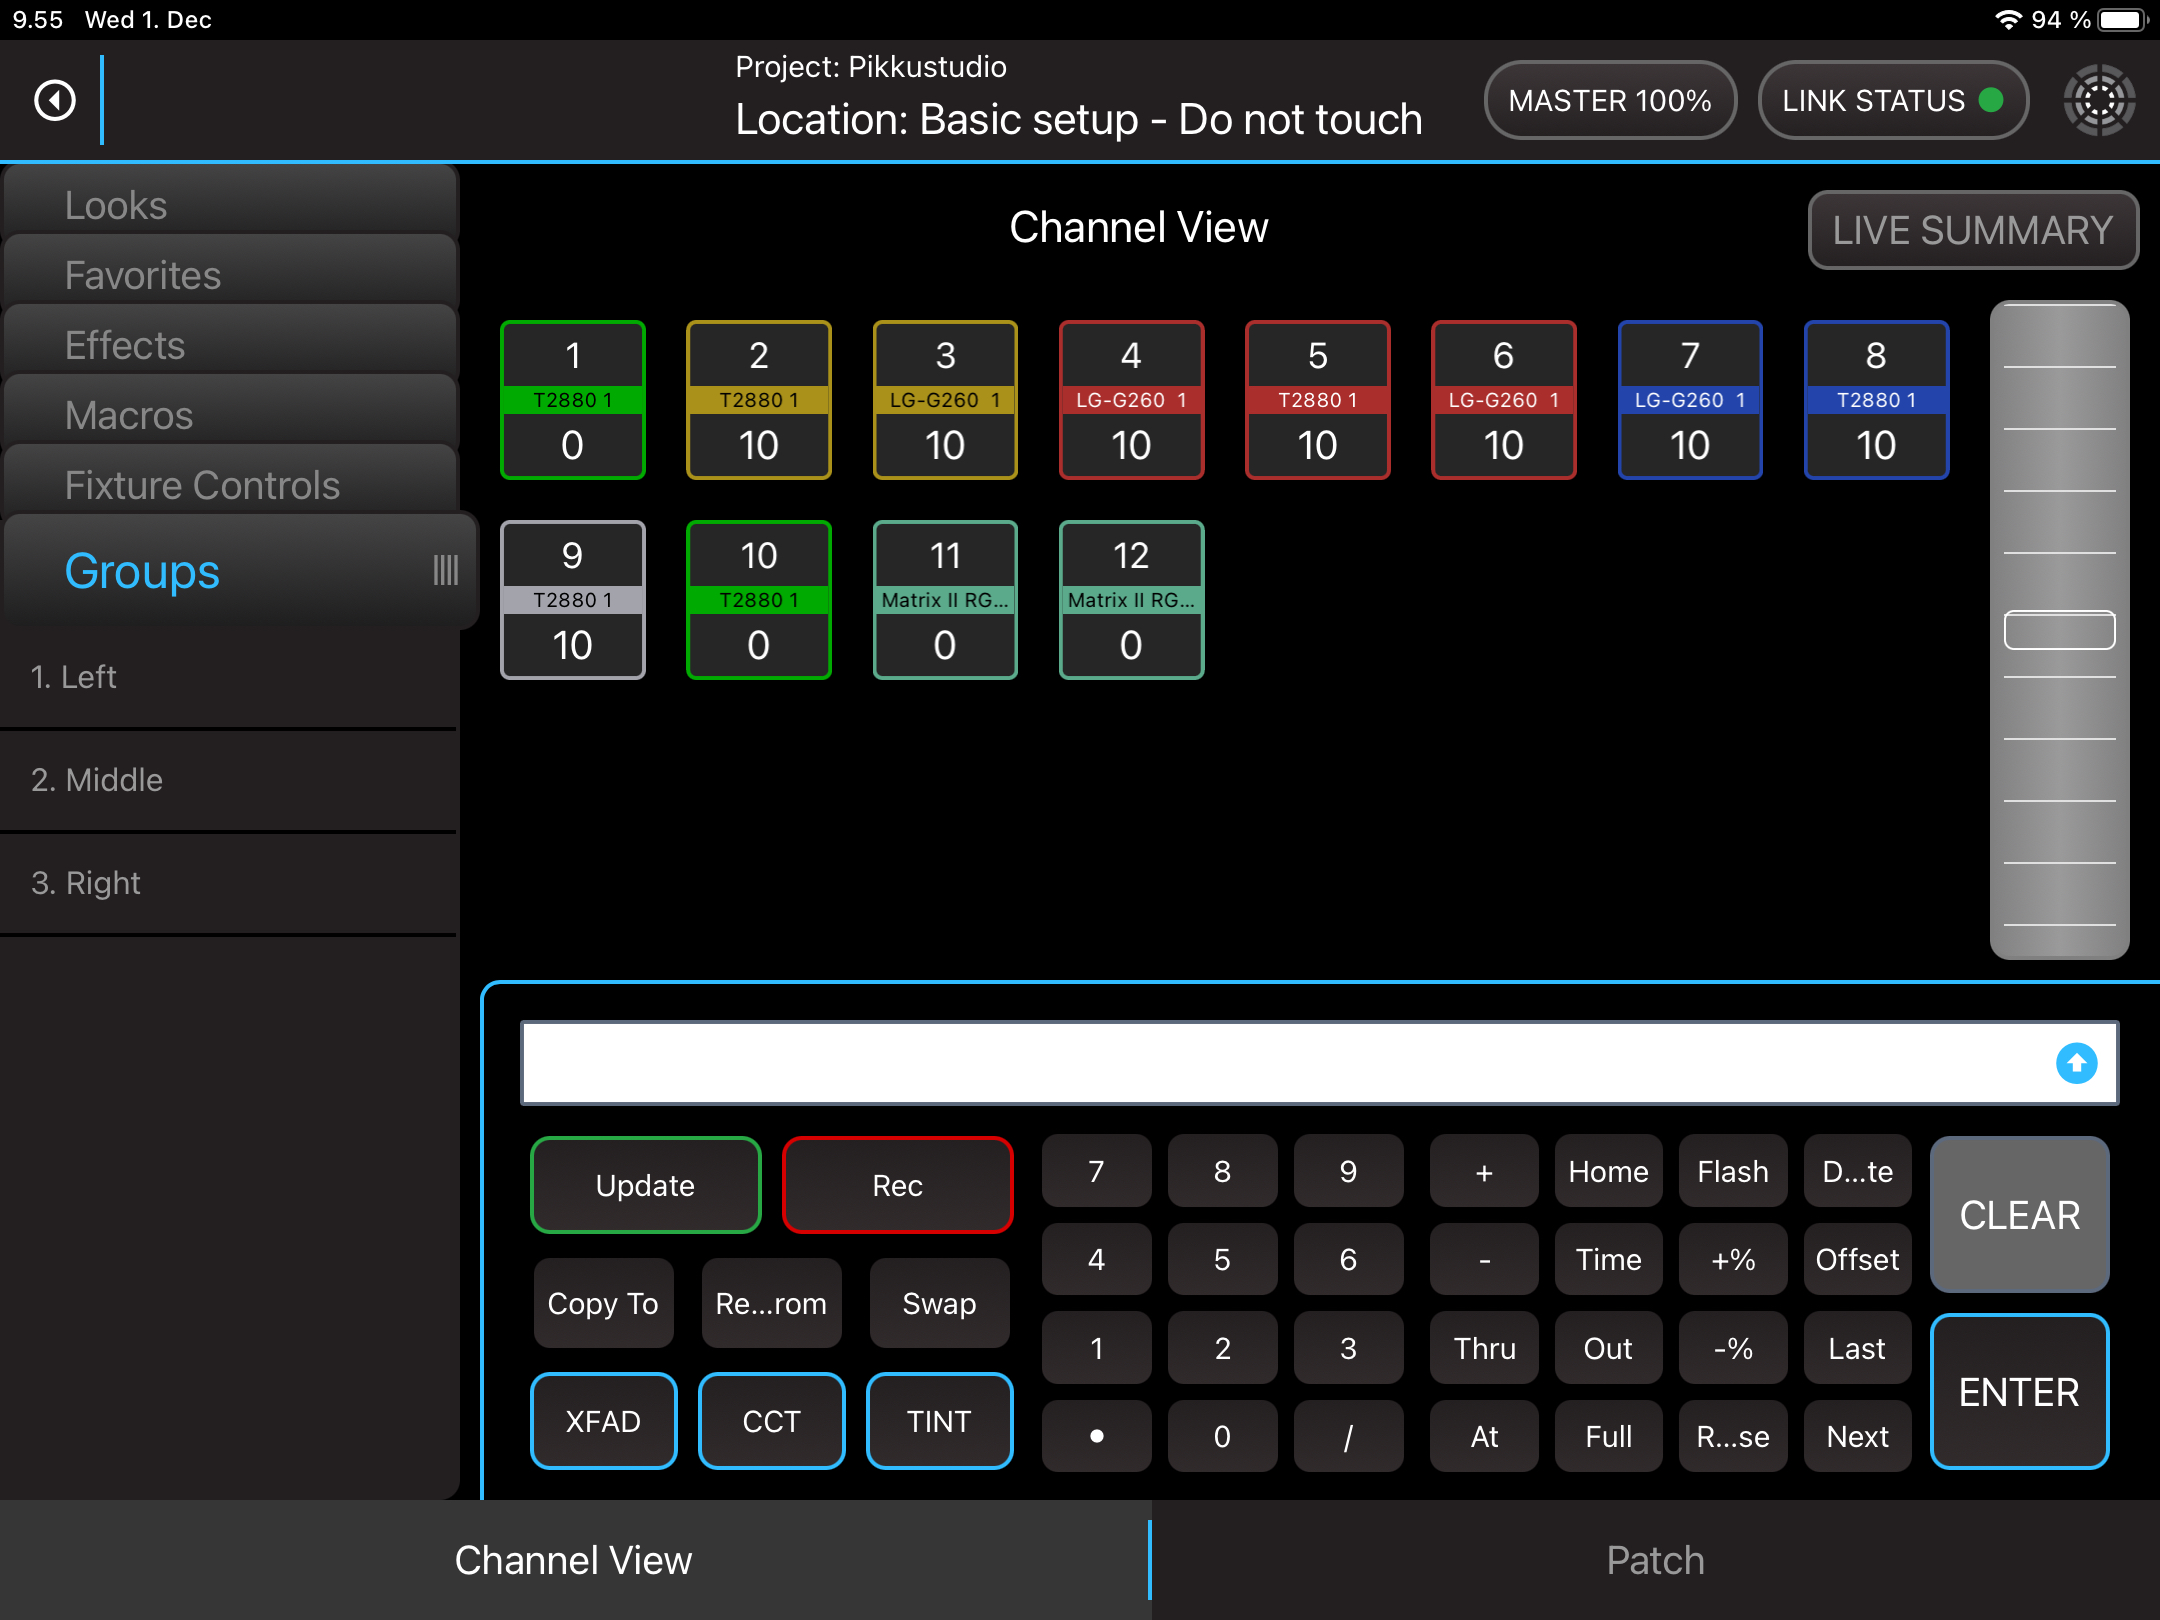 9.55 Wed 1. Dec 94 %
Project: Pikkustudio
Location: Basic setup - Do not touch
MASTER 100%
LINK STATUS
Looks
Favorites
Effects
Macros
Fixture Controls
Groups
1. Left
2. Middle
3. Right
Channel View
LIVE SUMMARY
1 2 3 4 5 6 7 8
T2880 1 T2880 1 LG-G260 1 LG-G260 1 T2880 1 LG-G260 1 LG-G260 1 T2880 1
0 10 10 10 10 10 10 10
9 10 11 12
T2880 1 T2880 1 Matrix II RG... Matrix II RG...
10 0 0 0
Update Rec
Copy To Re...rom Swap
XFAD CCT TINT
7 8 9 + Home Flash D...te
4 5 6 - Time +% Offset
1 2 3 Thru Out -% Last
• 0 / At Full R...se Next
CLEAR
ENTER
Channel View Patch